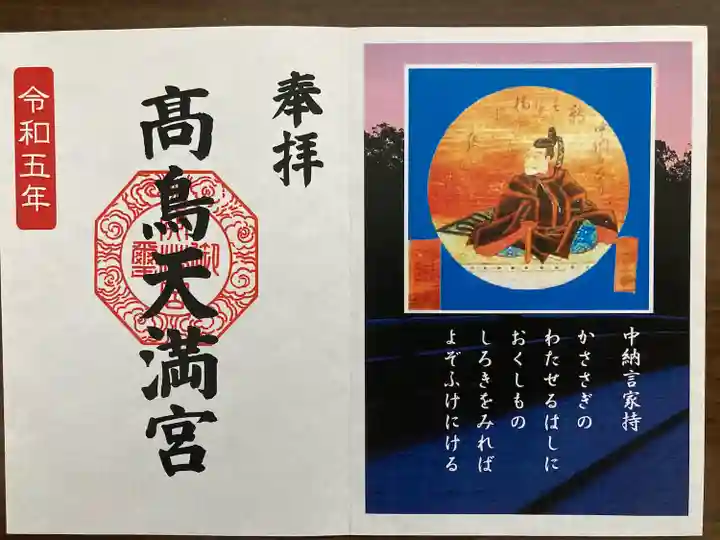 中納言家持
かささぎの
わたせるはしに
おくしもの
しろきをみれば
よぞふけにける
奉拝
髙鳥天満宮
令和五年